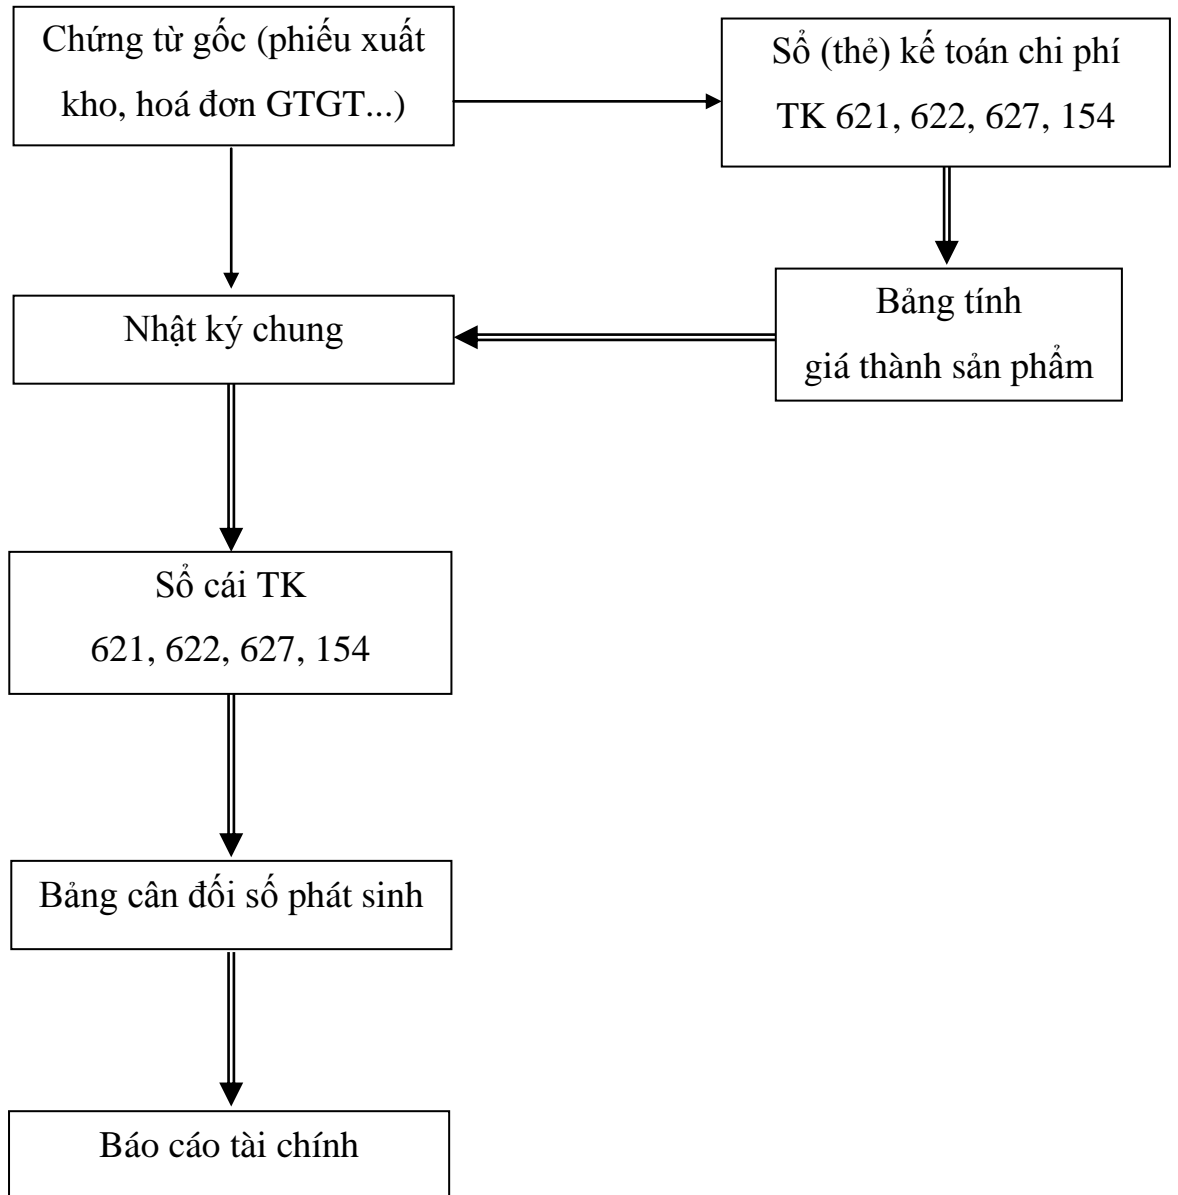 Chứng từ gốc (phiếu xuất
kho, hoá đơn GTGT...)
Sổ (thẻ) kế toán chi phí
TK 621, 622, 627, 154
Nhật ký chung
Bảng tính
giá thành sản phẩm
Sổ cái TK
621, 622, 627, 154
Bảng cân đối số phát sinh
Báo cáo tài chính